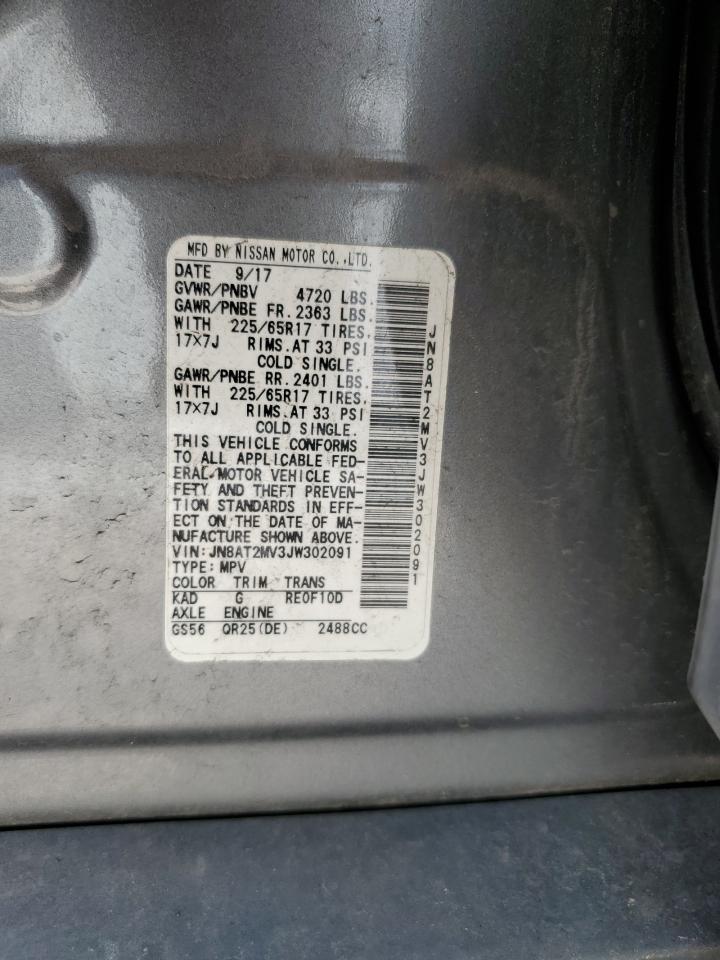 MFD BY NISSAN MOTOR CO.,LTD.
DATE 9/17
GVWR/PNBV 4720 LBS.
GAWR/PNBE FR. 2363 LBS.
WITH 225/65R17 TIRES.
17×7J RIMS.AT 33 PSI
COLD SINGLE.
GAWR/PNBE RR. 2401 LBS.
WITH 225/65R17 TIRES.
17×7J RIMS.AT 33 PSI
COLD SINGLE.
THIS VEHICLE CONFORMS
TO ALL APPLICABLE FED-
ERAL MOTOR VEHICLE SA-
FETY AND THEFT PREVEN-
TION STANDARDS IN EFF-
ECT ON THE DATE OF MA-
NUFACTURE SHOWN ABOVE.
VIN: JN8AT2MV3JW302091
TYPE: MPV
COLOR TRIM TRANS
KAD G RE0F10D
AXLE ENGINE
GS56 QR25(DE) 2488CC
JN8AT2MV3JW302091